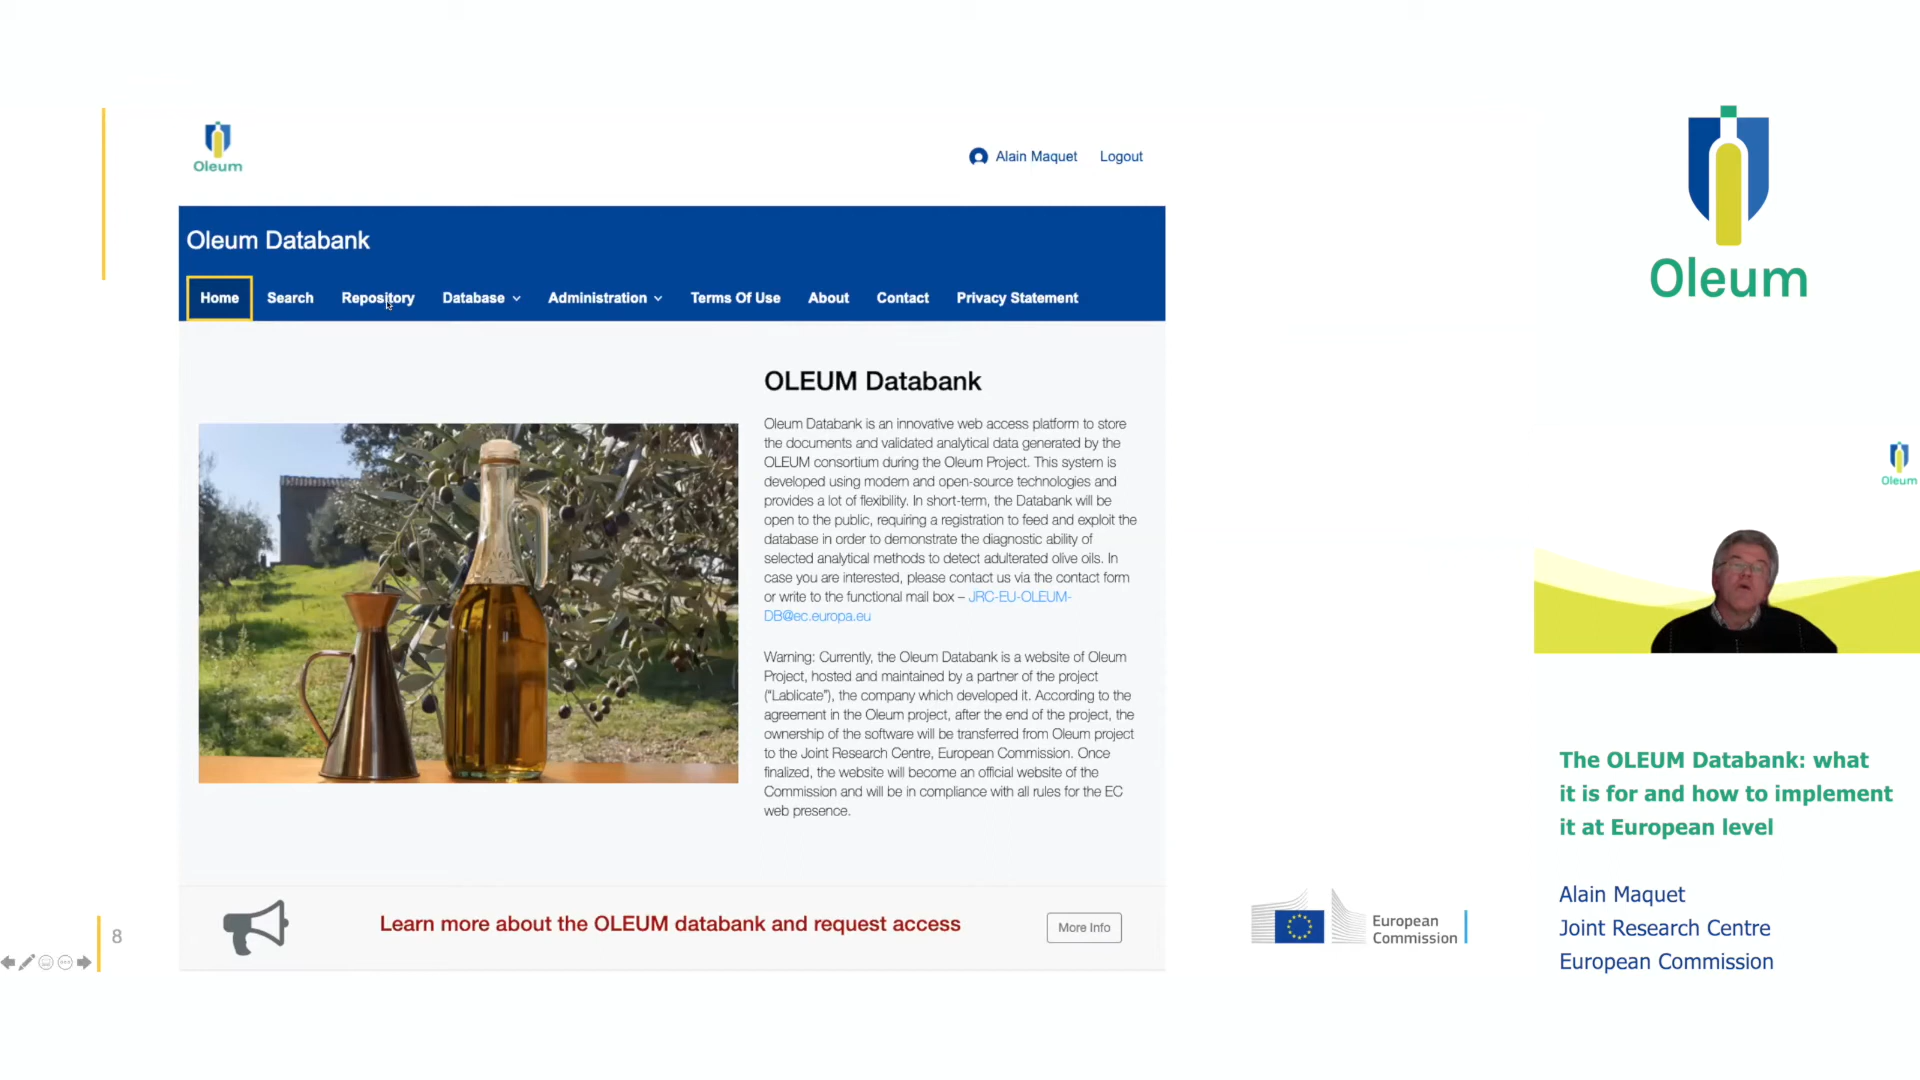 Oleum
Alain Maquet
Logout
Oleum Databank
Home Search Repository Database Administration Terms Of Use About Contact Privacy Statement
OLEUM Databank
Oleum Databank is an innovative web access platform to store
the documents and validated analytical data generated by the
OLEUM consortium during the Oleum Project. This system is
developed using modern and open-source technologies and
provides a lot of flexibility. In short-term, the Databank will be
open to the public, requiring a registration to feed and exploit the
database in order to demonstrate the diagnostic ability of
selected analytical methods to detect adulterated olive oils. In
case you are interested, please contact us via the contact form
or write to the functional mail box – JRC-EU-OLEUM-
DB@ec.europa.eu
Warning: Currently, the Oleum Databank is a website of Oleum
Project, hosted and maintained by a partner of the project
("Lablicate"), the company which developed it. According to the
agreement in the Oleum project, after the end of the project, the
ownership of the software will be transferred from Oleum project
to the Joint Research Centre, European Commission. Once
finalized, the website will become an official website of the
Commission and will be in compliance with all rules for the EC
web presence.
Learn more about the OLEUM databank and request access
More Info
8
European
Commission
Oleum
Oleum
The OLEUM Databank: what
it is for and how to implement
it at European level
Alain Maquet
Joint Research Centre
European Commission